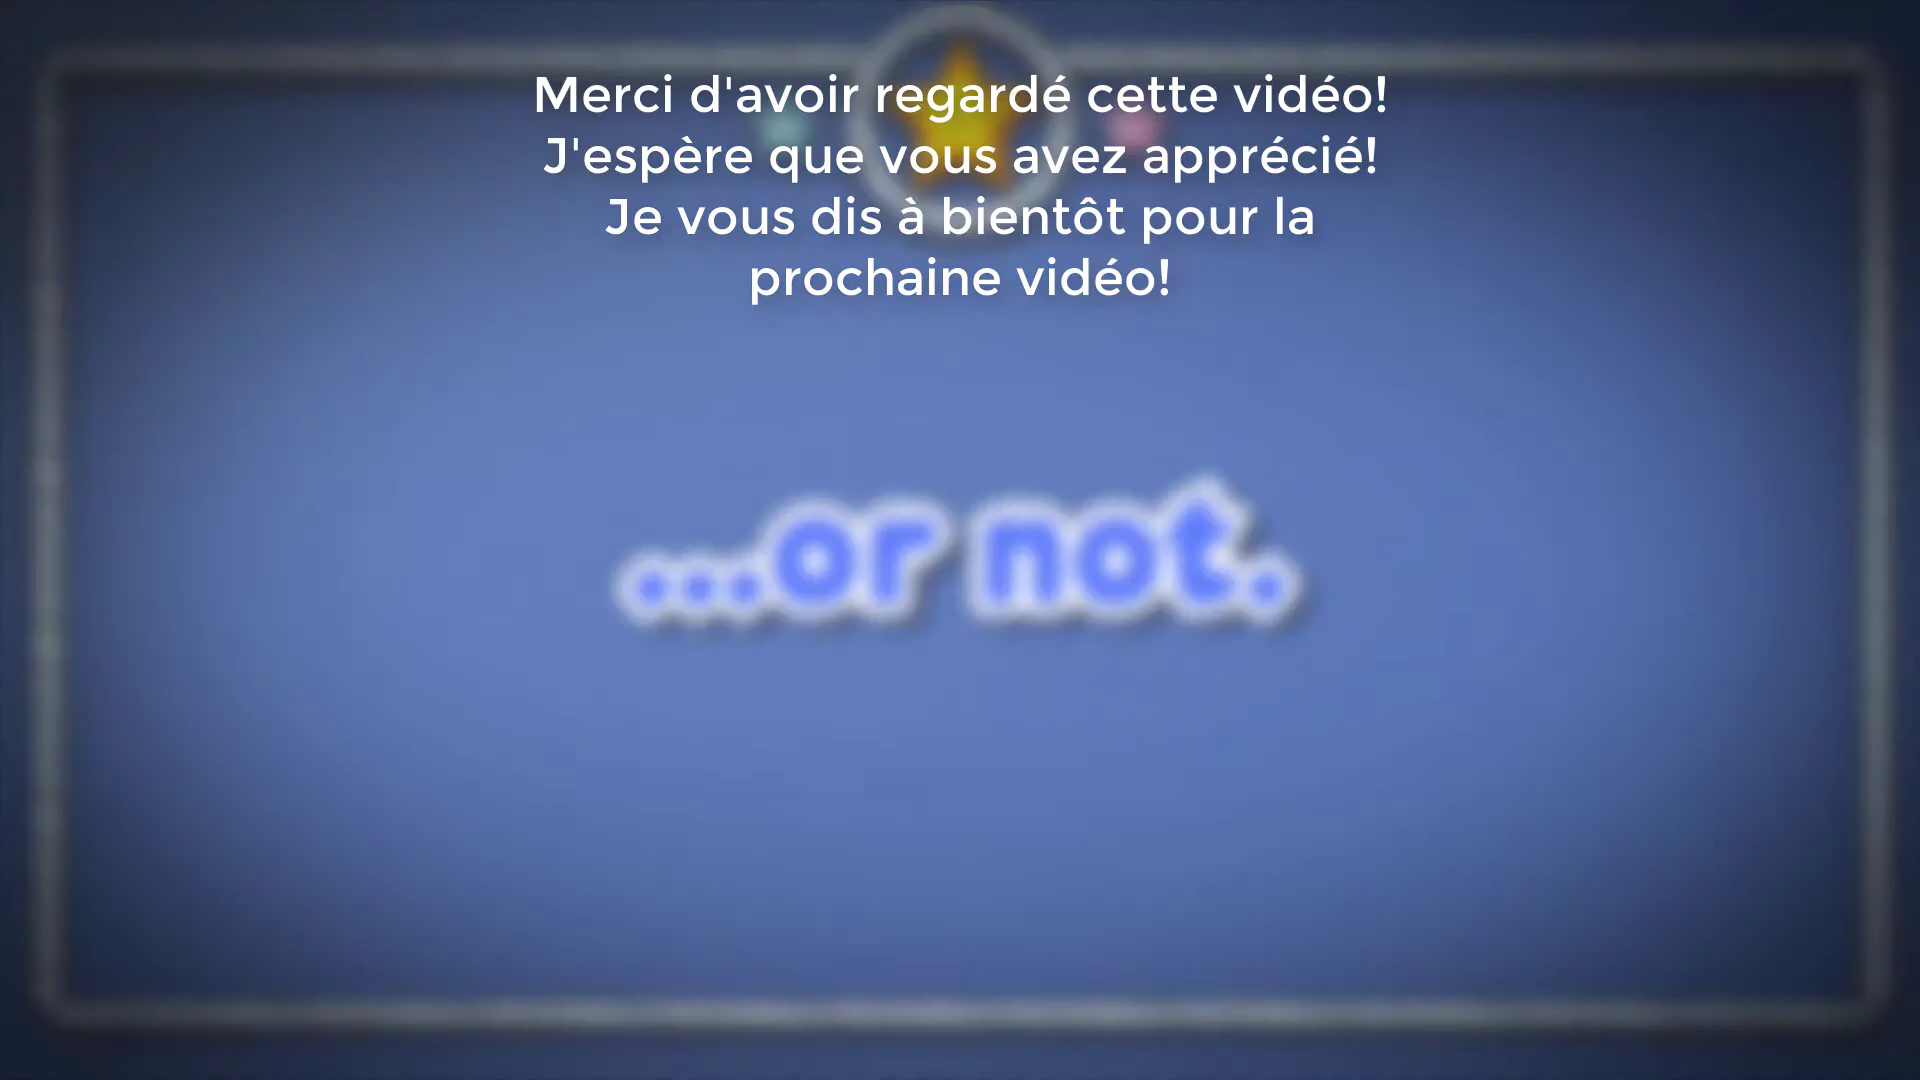 Merci d'avoir regardé cette vidéo!
J'espère que vous avez apprécié!
Je vous dis à bientôt pour la
prochaine vidéo!
...or not.